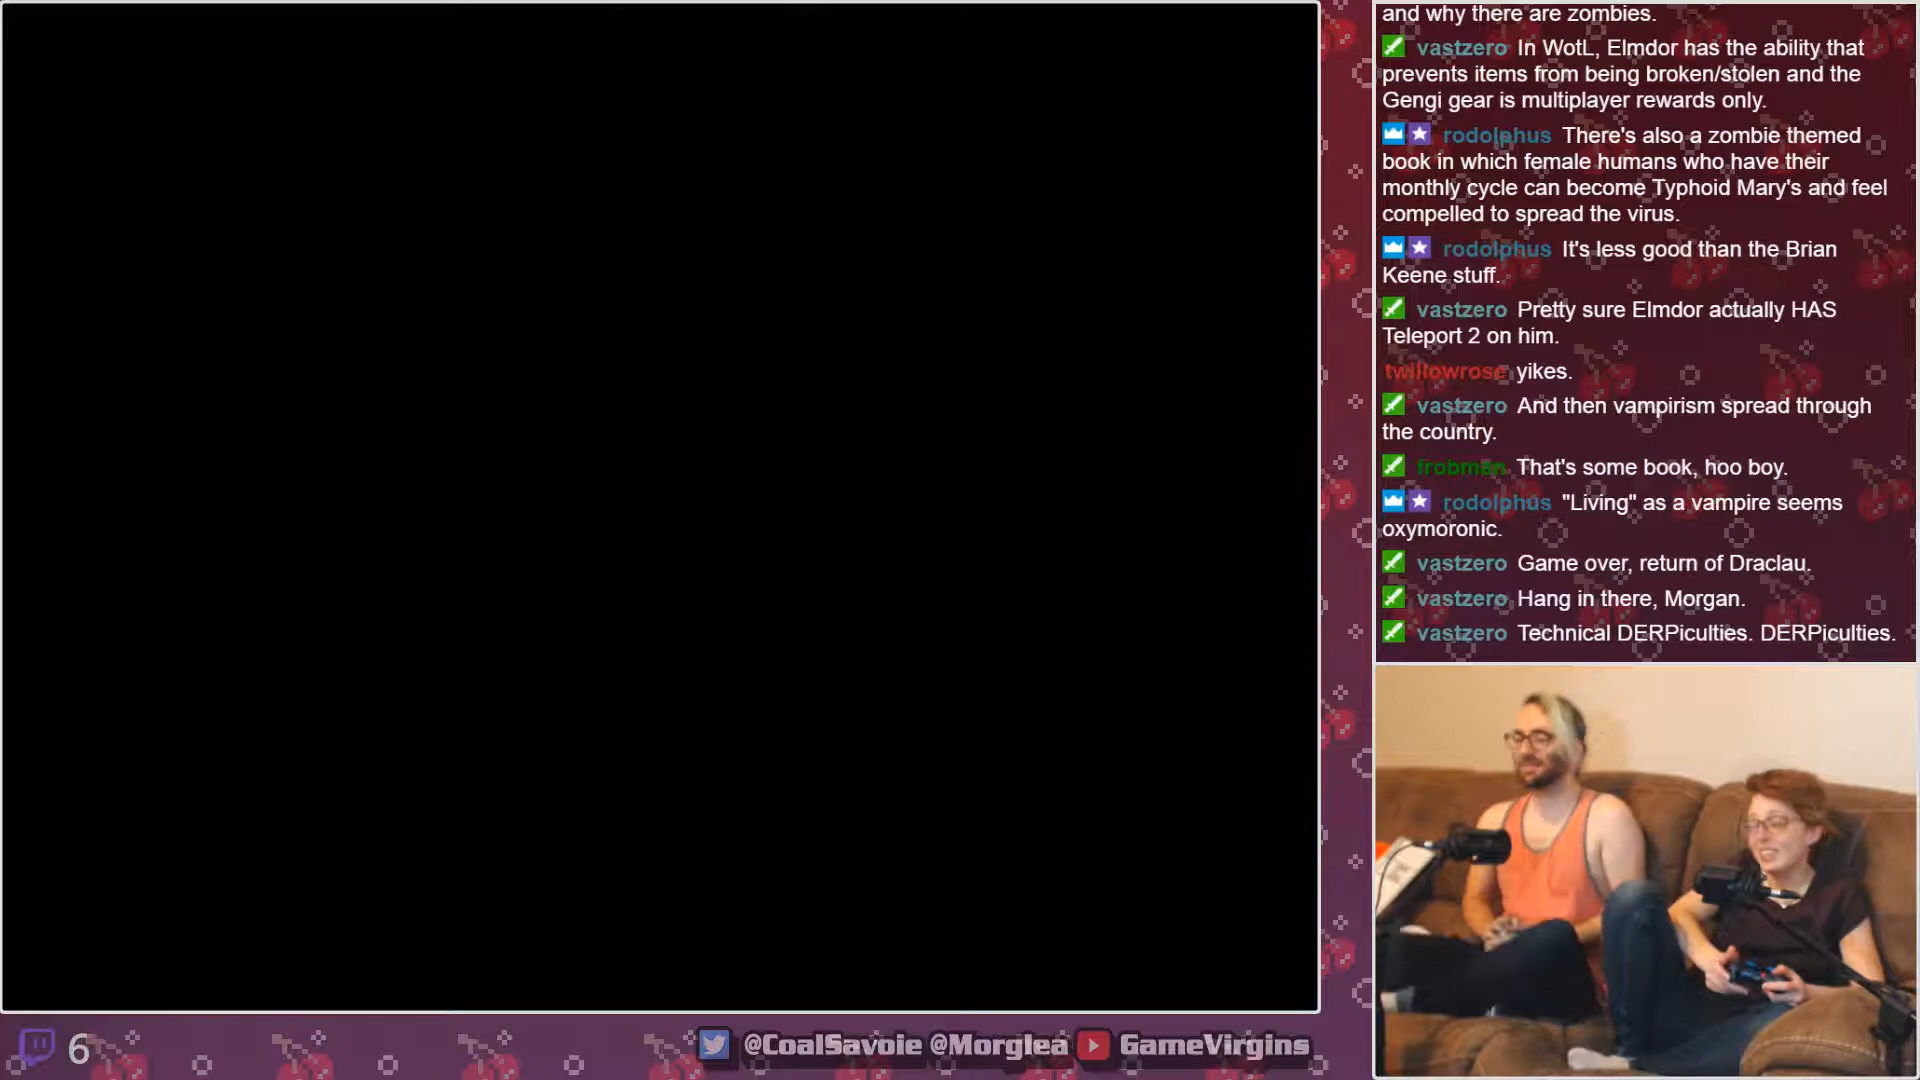 and why there are zombies.
vastzero In WotL, Elmdor has the ability that
prevents items from being broken/stolen and the
Gengi gear is multiplayer rewards only.
rodolphus There's also a zombie themed
book in which female humans who have their
monthly cycle can become Typhoid Mary's and feel
compelled to spread the virus.
rodolphus It's less good than the Brian
Keene stuff.
vastzero Pretty sure Elmdor actually HAS
Teleport 2 on him.
twillowrose yikes.
vastzero And then vampirism spread through
the country.
frobman That's some book, hoo boy.
rodolphus "Living" as a vampire seems
oxymoronic.
vastzero Game over, return of Draclau.
vastzero Hang in there, Morgan.
vastzero Technical DERPiculties. DERPiculties.
6
@CoalSavoie @Morglea GameVirgins